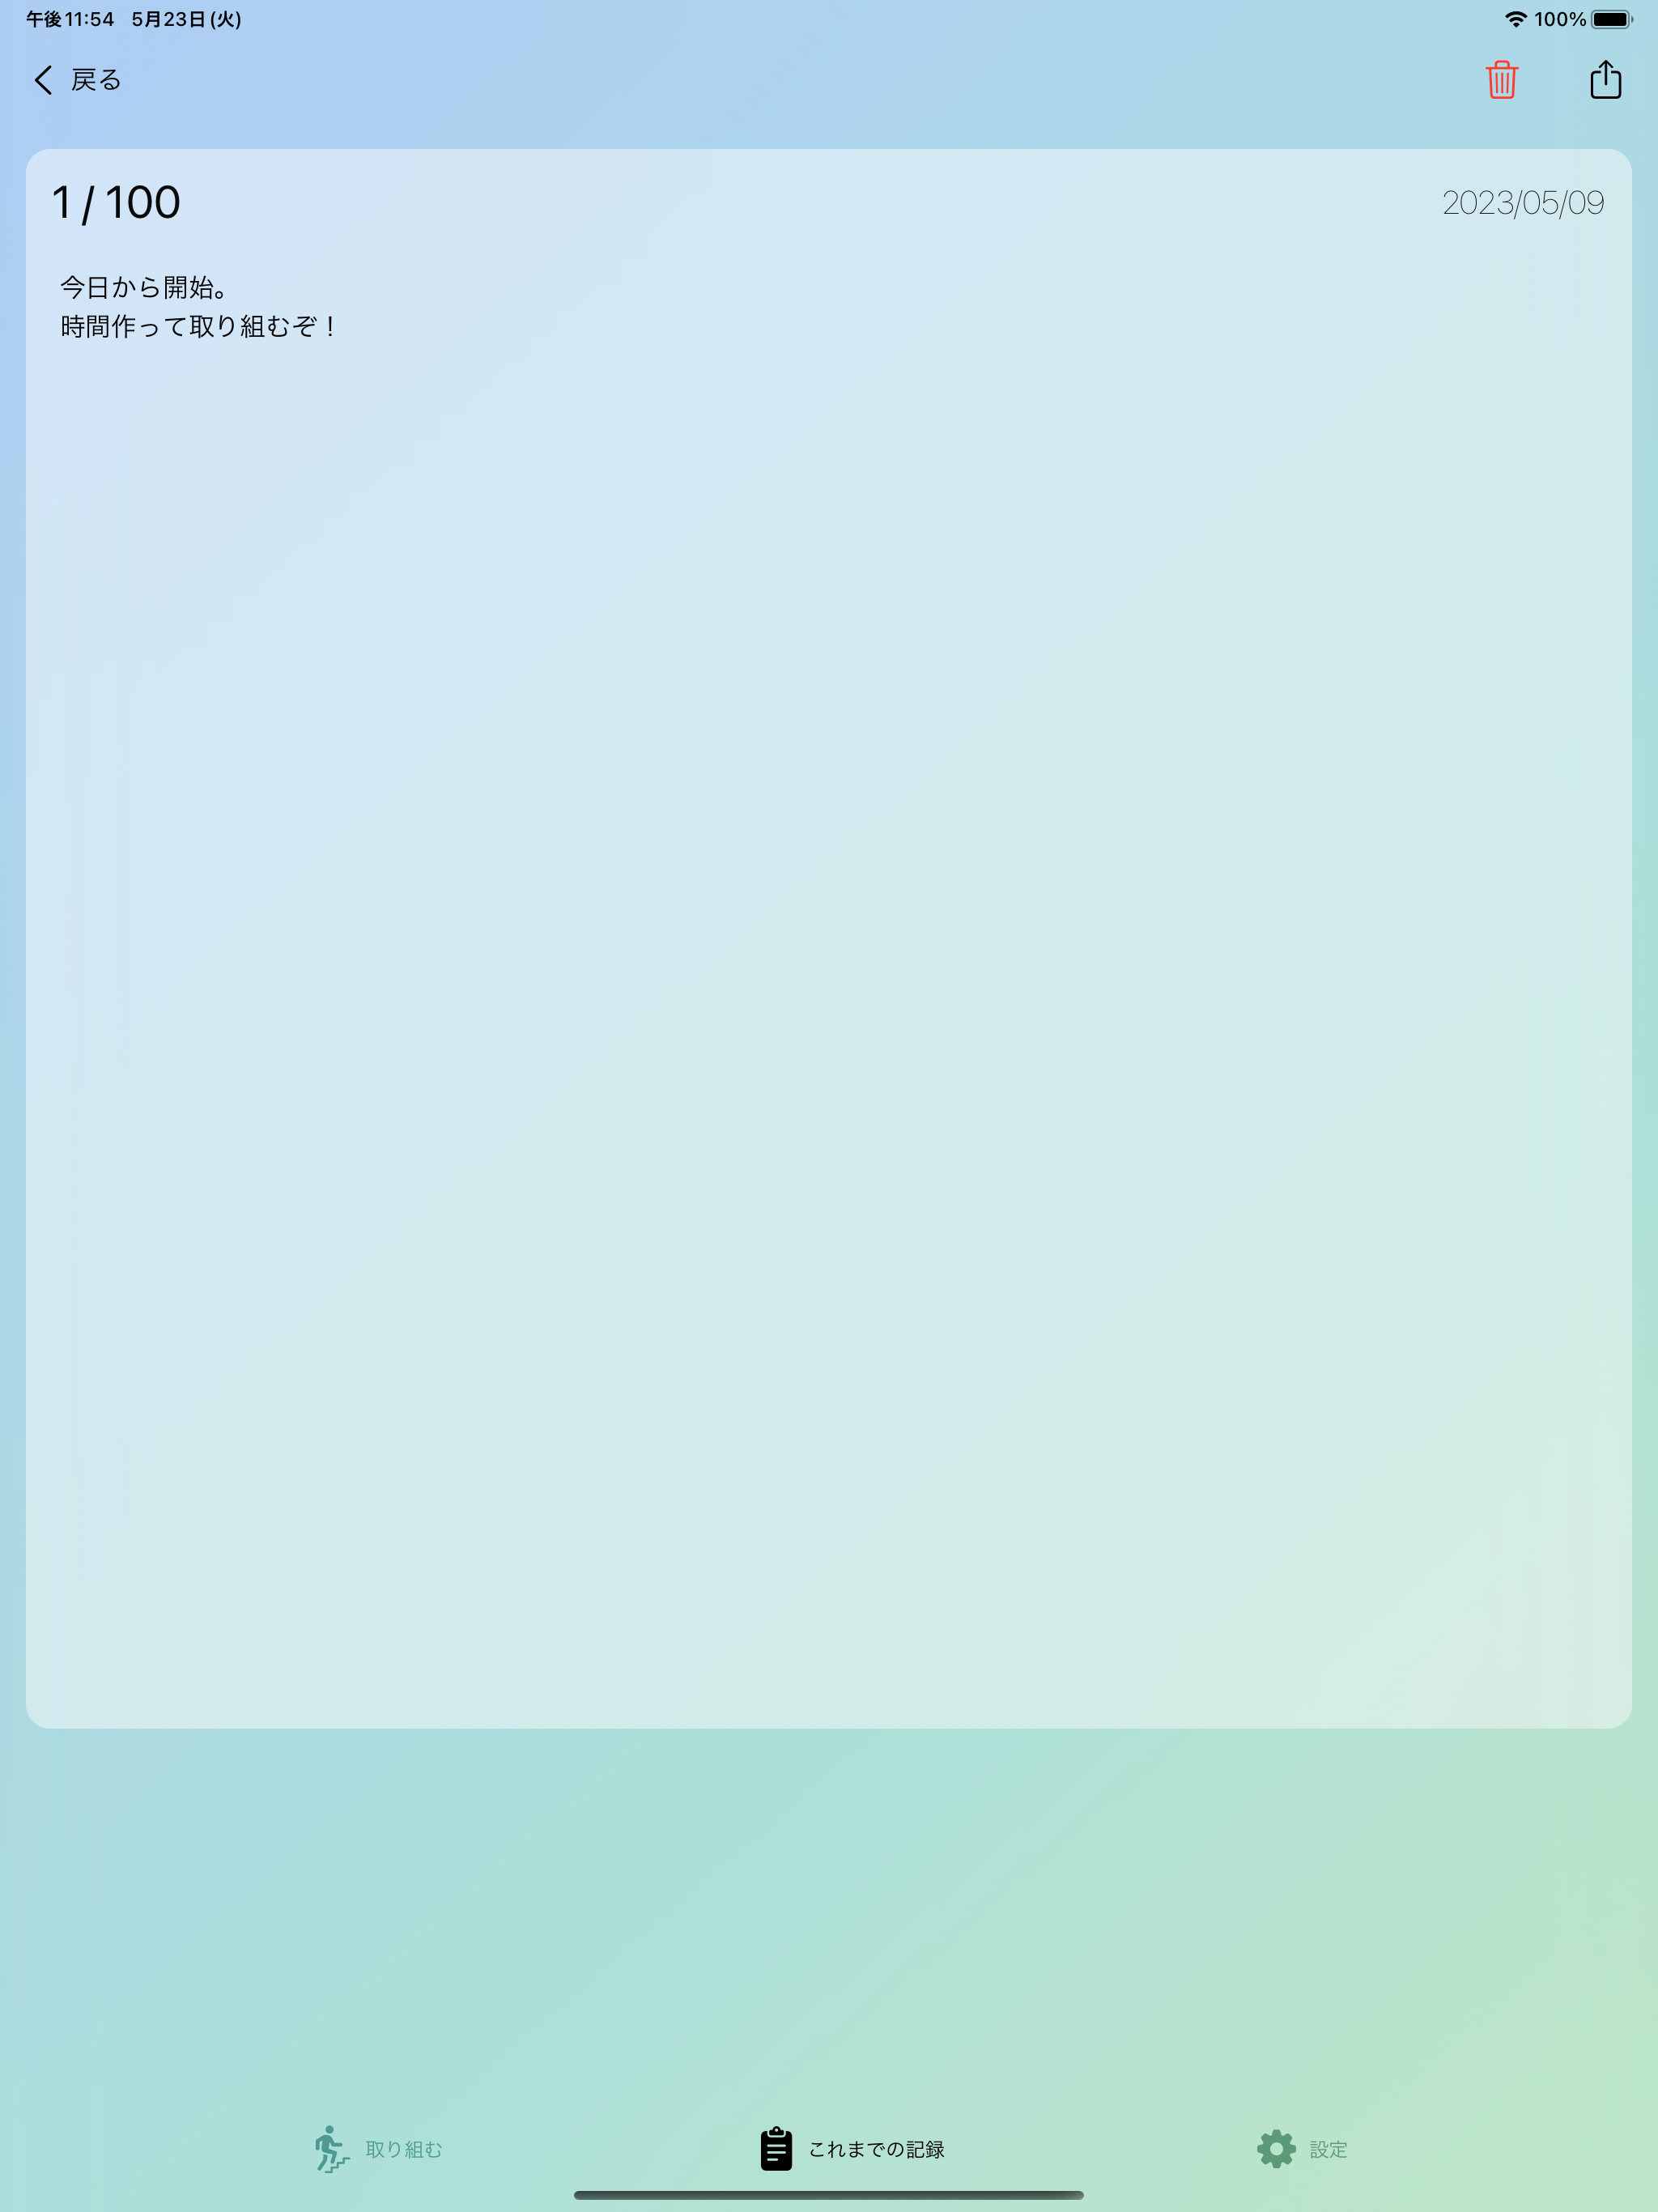 午後11:54 5月23日(火)
100%
戻る
1 / 100
2023/05/09
今日から開始。
時間作って取り組むぞ！
取り組む
これまでの記録
設定